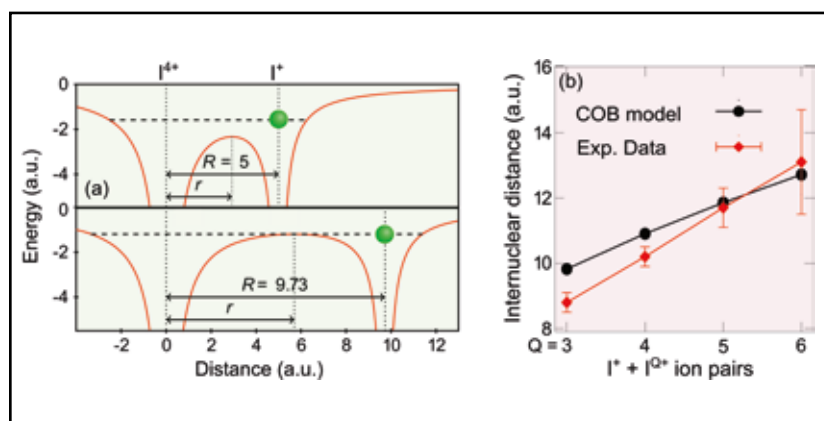 I⁴⁺ I⁺
0
-2
-4
(a)
R = 5
r
0
-2
-4
R = 9.73
r
Energy (a.u.)
-2 0 2 4 6 8 10 12
Distance (a.u.)
16
14
12
10
8
(b)
COB model
Exp. Data
Internuclear distance (a.u.)
Q = 3 4 5 6
I⁺ + I^Q⁺ ion pairs